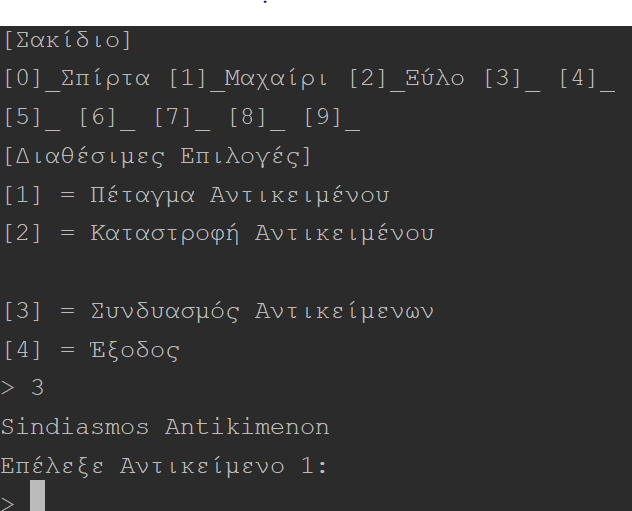 [Σακίδιο]
[0]_Σπίρτα [1]_Μαχαίρι [2]_Ξύλο [3]_ [4]_
[5]_ [6]_ [7]_ [8]_ [9]_
[Διαθέσιμες Επιλογές]
[1] = Πέταγμα Αντικειμένου
[2] = Καταστροφή Αντικειμένου
[3] = Συνδυασμός Αντικείμενων
[4] = Έξοδος
> 3
Sindiasmos Antikimenon
Επέλεξε Αντικείμενο 1:
>